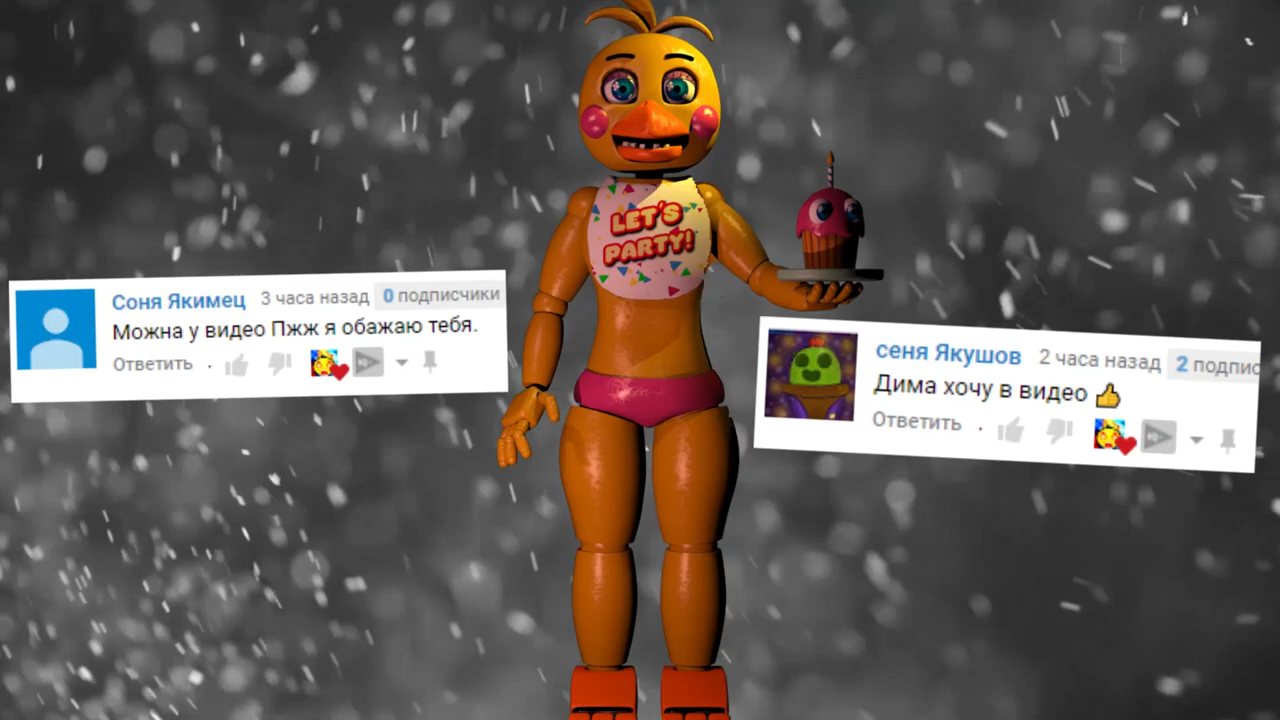 LET'S
PARTY!
Соня Якимец 3 часа назад 0 подписчики
Можна у видео Пжж я обажаю тебя.
Ответить
сеня Якушов 2 часа назад 2 подпис
Дима хочу в видео 👍
Ответить